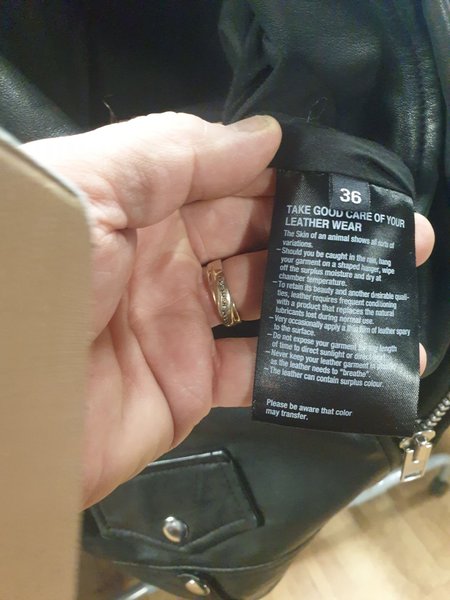 36
TAKE GOOD CARE OF YOUR
LEATHER WEAR
The Skin of an animal shows all sorts of
variations.
-Should you be caught in the rain, hang
your garment on a shaped hanger, wipe
off the surplus moisture and dry at
chamber temperature.
-To retain its beauty and another desirable quali-
ties, leather requires frequent conditional
with a product that replaces the natural
lubricants lost during normal use.
-Very occasionally apply a thin film of leather spary
to the surface.
-Do not expose your garment for any length
of time to direct sunlight or direct heat
-Never keep your leather garment in
as the leather needs to "breathe".
-The leather can contain surplus colour.
Please be aware that color
may transfer.